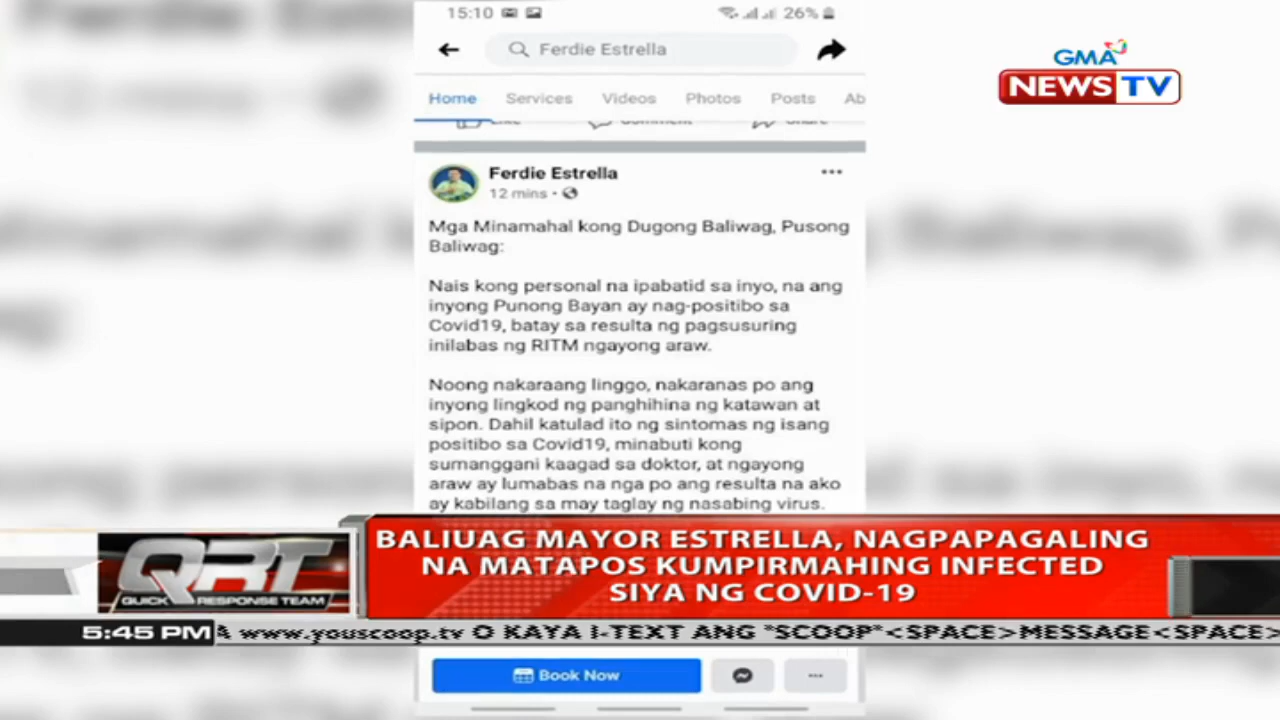 15:10
26%
Ferdie Estrella
GMA
NEWS TV
Home Services Videos Photos Posts Ab
Like Comment Share
Ferdie Estrella
12 mins
Mga Minamahal kong Dugong Baliwag, Pusong
Baliwag:
Nais kong personal na ipabatid sa inyo, na ang
inyong Punong Bayan ay nag-positibo sa
Covid19, batay sa resulta ng pagsusuring
inilabas ng RITM ngayong araw.
Noong nakaraang linggo, nakaranas po ang
inyong lingkod ng panghihina ng katawan at
sipon. Dahil katulad ito ng sintomas ng isang
positibo sa Covid19, minabuti kong
sumanggani kaagad sa doktor, at ngayong
araw ay lumabas na nga po ang resulta na ako
ay kabilang sa may taglay ng nasabing virus.
QRT
QUICK RESPONSE TEAM
BALIUAG MAYOR ESTRELLA, NAGPAPAGALING
NA MATAPOS KUMPIRMAHING INFECTED
SIYA NG COVID-19
5:45 PM
A www.youscoop.tv O KAYA I-TEXT ANG "SCOOP"<SPACE>MESSAGE<SPACE>
Book Now